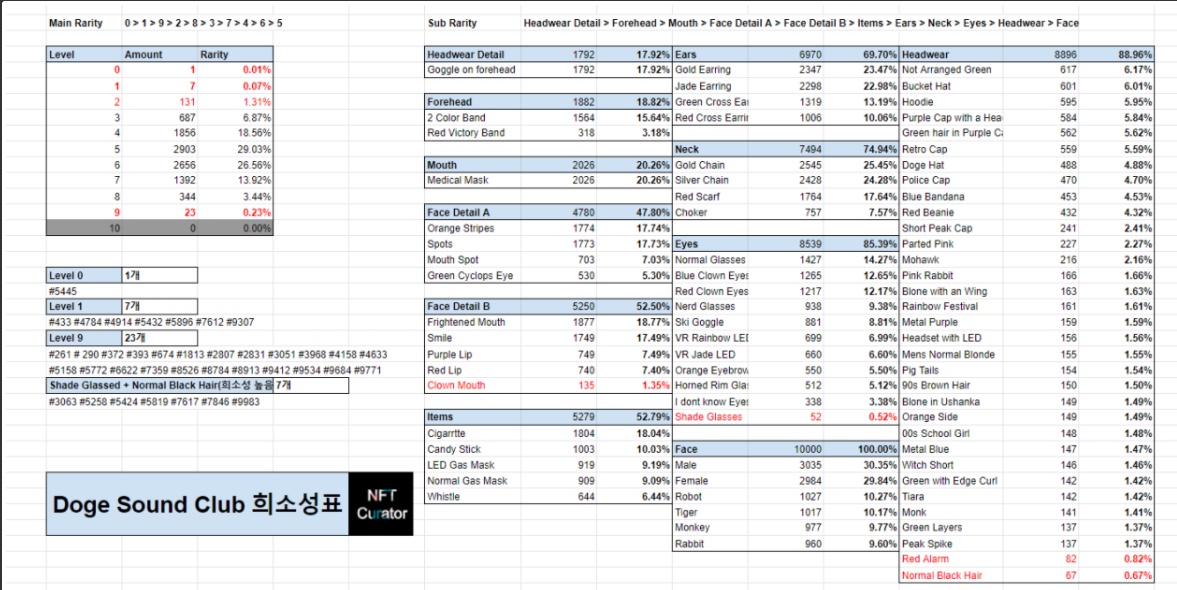 Main Rarity 0 > 1 > 9 > 2 > 8 > 3 > 7 > 4 > 6 > 5
Level Amount Rarity
0 1 0.01%
1 7 0.07%
2 131 1.31%
3 687 6.87%
4 1856 18.56%
5 2903 29.03%
6 2656 26.56%
7 1392 13.92%
8 344 3.44%
9 23 0.23%
10 0 0.00%
Level 0 1개
#5445
Level 1 7개
#433 #4784 #4914 #5432 #5896 #7612 #9307
Level 9 23개
#261 # 290 #372 #393 #674 #1813 #2807 #2831 #3051 #3968 #4158 #4633
#5158 #5772 #6622 #7359 #8526 #8784 #8913 #9412 #9534 #9684 #9771
Shade Glassed + Normal Black Hair(희소성 높음 7개
#3063 #5258 #5424 #5819 #7617 #7846 #9983
Doge Sound Club 희소성표
NFT
Curator
Sub Rarity Headwear Detail > Forehead > Mouth > Face Detail A > Face Detail B > Items > Ears > Neck > Eyes > Headwear > Face
Headwear Detail 1792 17.92%
Goggle on forehead 1792 17.92%
Forehead 1882 18.82%
2 Color Band 1564 15.64%
Red Victory Band 318 3.18%
Mouth 2026 20.26%
Medical Mask 2026 20.26%
Face Detail A 4780 47.80%
Orange Stripes 1774 17.74%
Spots 1773 17.73%
Mouth Spot 703 7.03%
Green Cyclops Eye 530 5.30%
Face Detail B 5250 52.50%
Frightened Mouth 1877 18.77%
Smile 1749 17.49%
Purple Lip 749 7.49%
Red Lip 740 7.40%
Clown Mouth 135 1.35%
Items 5279 52.79%
Cigarrtte 1804 18.04%
Candy Stick 1003 10.03%
LED Gas Mask 919 9.19%
Normal Gas Mask 909 9.09%
Whistle 644 6.44%
Ears 6970 69.70%
Gold Earring 2347 23.47%
Jade Earring 2298 22.98%
Green Cross Ear 1319 13.19%
Red Cross Earrin 1006 10.06%
Neck 7494 74.94%
Gold Chain 2545 25.45%
Silver Chain 2428 24.28%
Red Scarf 1764 17.64%
Choker 757 7.57%
Eyes 8539 85.39%
Normal Glasses 1427 14.27%
Blue Clown Eyes 1265 12.65%
Red Clown Eyes 1217 12.17%
Nerd Glasses 938 9.38%
Ski Goggle 881 8.81%
VR Rainbow LED 699 6.99%
VR Jade LED 660 6.60%
Orange Eyebrow 550 5.50%
Horned Rim Glas 512 5.12%
I dont know Eyes 338 3.38%
Shade Glasses 52 0.52%
Face 10000 100.00%
Male 3035 30.35%
Female 2984 29.84%
Robot 1027 10.27%
Tiger 1017 10.17%
Monkey 977 9.77%
Rabbit 960 9.60%
Headwear 8896 88.96%
Not Arranged Green 617 6.17%
Bucket Hat 601 6.01%
Hoodie 595 5.95%
Purple Cap with a Hea 584 5.84%
Green hair in Purple Ca 562 5.62%
Retro Cap 559 5.59%
Doge Hat 488 4.88%
Police Cap 470 4.70%
Blue Bandana 453 4.53%
Red Beanie 432 4.32%
Short Peak Cap 241 2.41%
Parted Pink 227 2.27%
Mohawk 216 2.16%
Pink Rabbit 166 1.66%
Blone with an Wing 163 1.63%
Rainbow Festival 161 1.61%
Metal Purple 159 1.59%
Headset with LED 156 1.56%
Mens Normal Blonde 155 1.55%
Pig Tails 154 1.54%
90s Brown Hair 150 1.50%
Blone in Ushanka 149 1.49%
Orange Side 149 1.49%
00s School Girl 148 1.48%
Metal Blue 147 1.47%
Witch Short 146 1.46%
Green with Edge Curl 142 1.42%
Tiara 142 1.42%
Monk 141 1.41%
Green Layers 137 1.37%
Peak Spike 137 1.37%
Red Alarm 82 0.82%
Normal Black Hair 67 0.67%